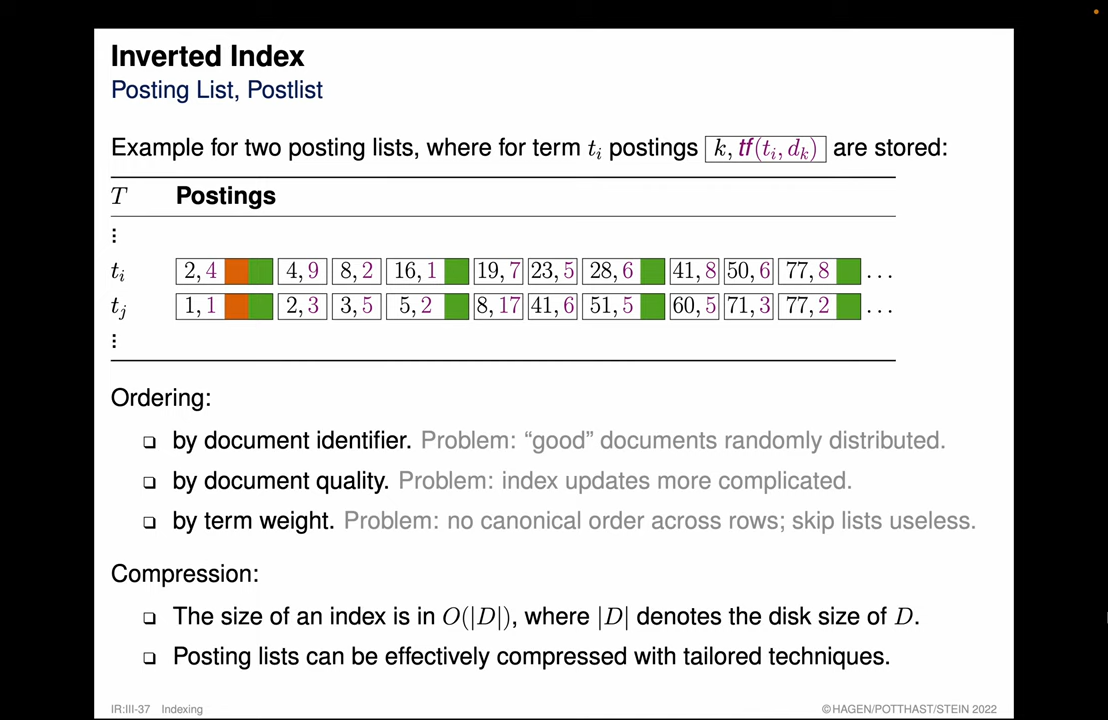 Inverted Index
Posting List, Postlist
Example for two posting lists, where for term tᵢ postings k, tf(tᵢ, dₖ) are stored:
T Postings
⋮
tᵢ 2, 4 4, 9 8, 2 16, 1 19, 7 23, 5 28, 6 41, 8 50, 6 77, 8 ...
tⱼ 1, 1 2, 3 3, 5 5, 2 8, 17 41, 6 51, 5 60, 5 71, 3 77, 2 ...
⋮
Ordering:
❑ by document identifier. Problem: “good” documents randomly distributed.
❑ by document quality. Problem: index updates more complicated.
❑ by term weight. Problem: no canonical order across rows; skip lists useless.
Compression:
❑ The size of an index is in O(|D|), where |D| denotes the disk size of D.
❑ Posting lists can be effectively compressed with tailored techniques.
IR:III-37 Indexing ©HAGEN/POTTHAST/STEIN 2022